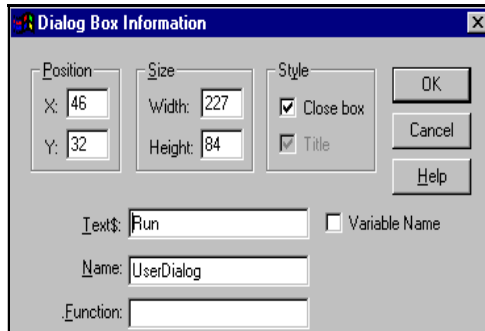 Dialog Box Information
Position Size Style
X: 46 Width: 227 Close box OK
Y: 32 Height: 84 Title Cancel
Help
Text$: Run Variable Name
Name: UserDialog
.Function: